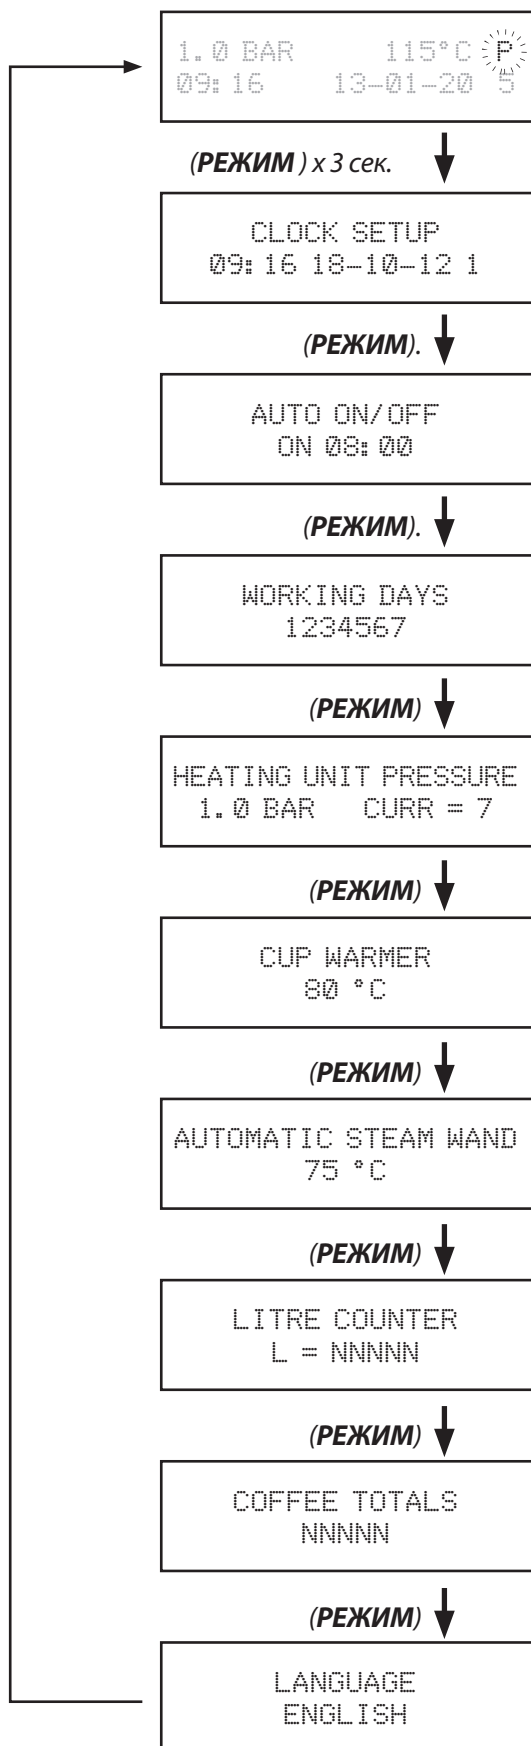 1.0 BAR 115°C P
09:16 13-01-20 5
(РЕЖИМ ) x 3 сек.
CLOCK SETUP
09:16 18-10-12 1
(РЕЖИМ).
AUTO ON/OFF
ON 08:00
(РЕЖИМ).
WORKING DAYS
1234567
(РЕЖИМ)
HEATING UNIT PRESSURE
1.0 BAR CURR = 7
(РЕЖИМ)
CUP WARMER
80 °C
(РЕЖИМ)
AUTOMATIC STEAM WAND
75 °C
(РЕЖИМ)
LITRE COUNTER
L = NNNNN
(РЕЖИМ)
COFFEE TOTALS
NNNNN
(РЕЖИМ)
LANGUAGE
ENGLISH